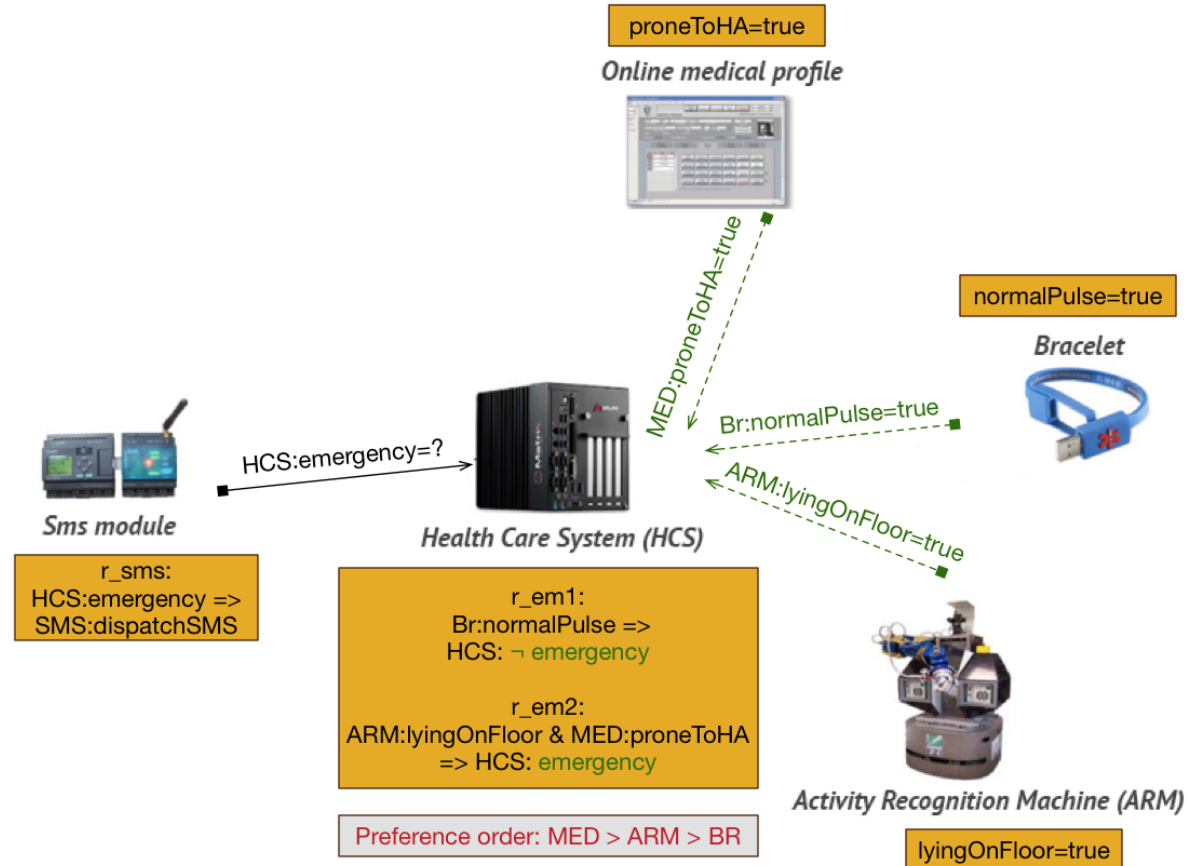 proneToHA=true
Online medical profile
MED:proneToHA=true
normalPulse=true
Bracelet
Br:normalPulse=true
ARM:lyingOnFloor=true
HCS:emergency=?
Matrix
Sms module
Health Care System (HCS)
r_sms:
HCS:emergency =>
SMS:dispatchSMS
r_em1:
Br:normalPulse =>
HCS: ¬ emergency
r_em2:
ARM:lyingOnFloor & MED:proneToHA
=> HCS: emergency
Preference order: MED > ARM > BR
Activity Recognition Machine (ARM)
lyingOnFloor=true